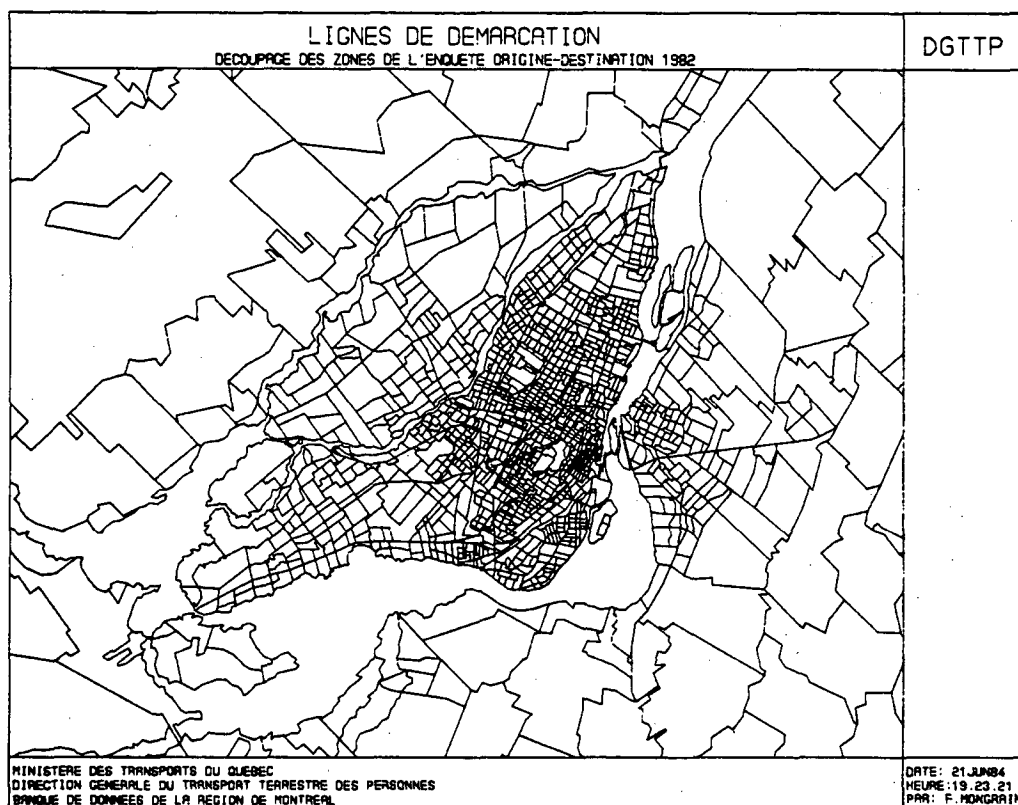 LIGNES DE DEMARCATION
DECOUPAGE DES ZONES DE L'ENQUETE ORIGINE-DESTINATION 1982
DGTTP
MINISTERE DES TRANSPORTS DU QUEBEC
DIRECTION GENERALE DU TRANSPORT TERRESTRE DES PERSONNES
BANQUE DE DONNEES DE LA REGION DE MONTREAL
DATE: 21JUN84
HEURE:19.23.21
PAR: F.MONGRAIN